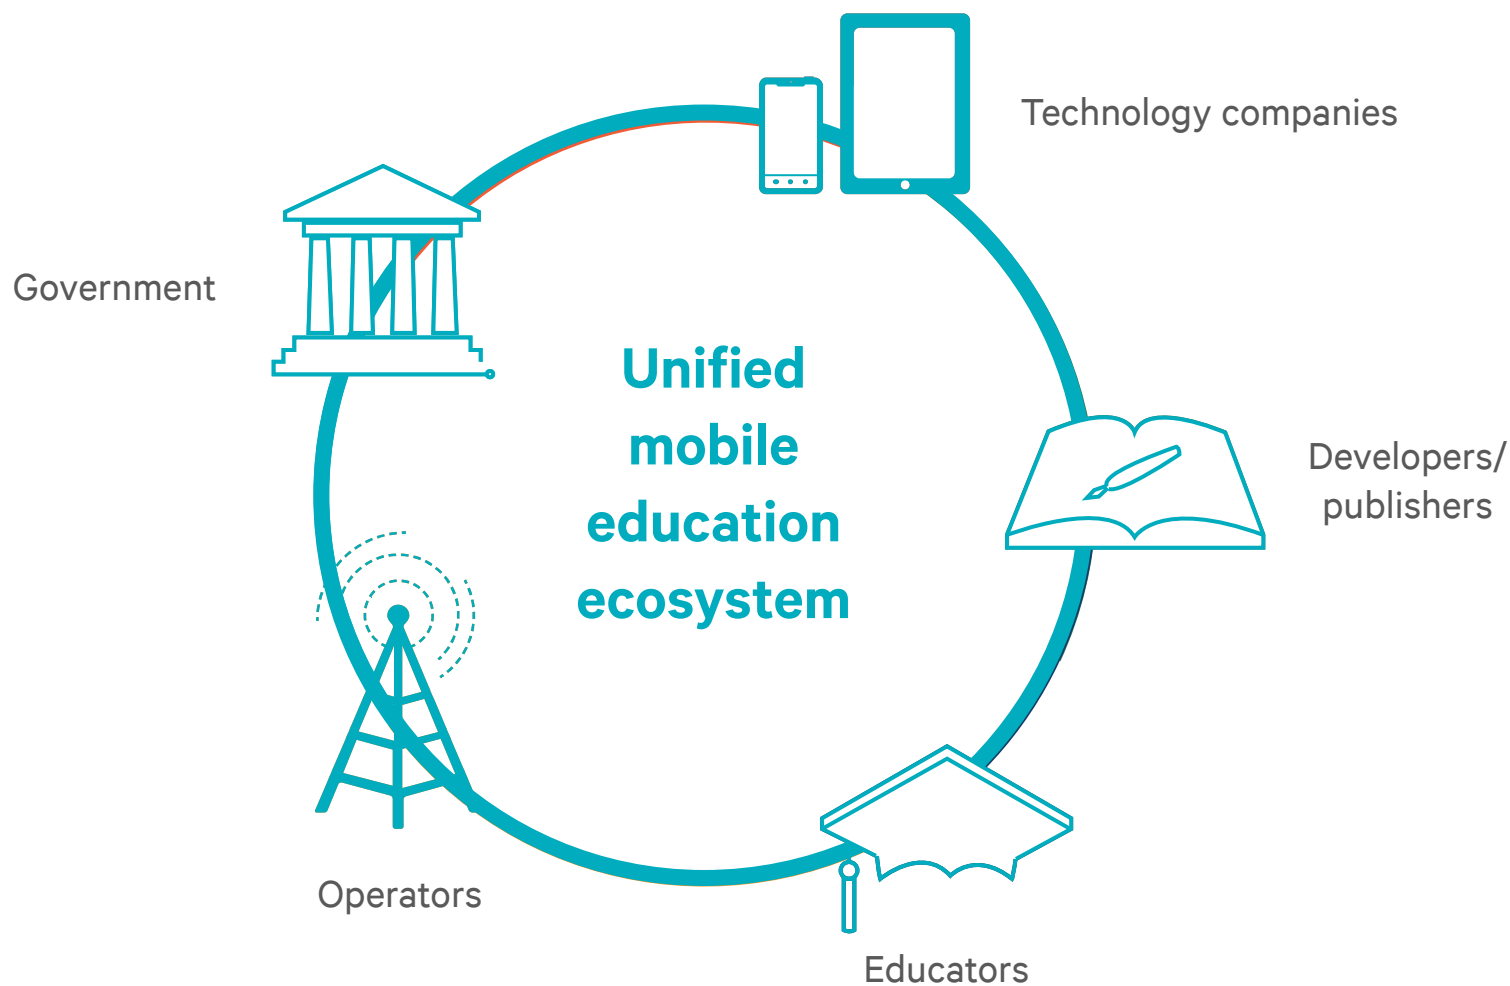 Technology companies
Government
Unified
mobile
education
ecosystem
Developers/
publishers
Operators
Educators